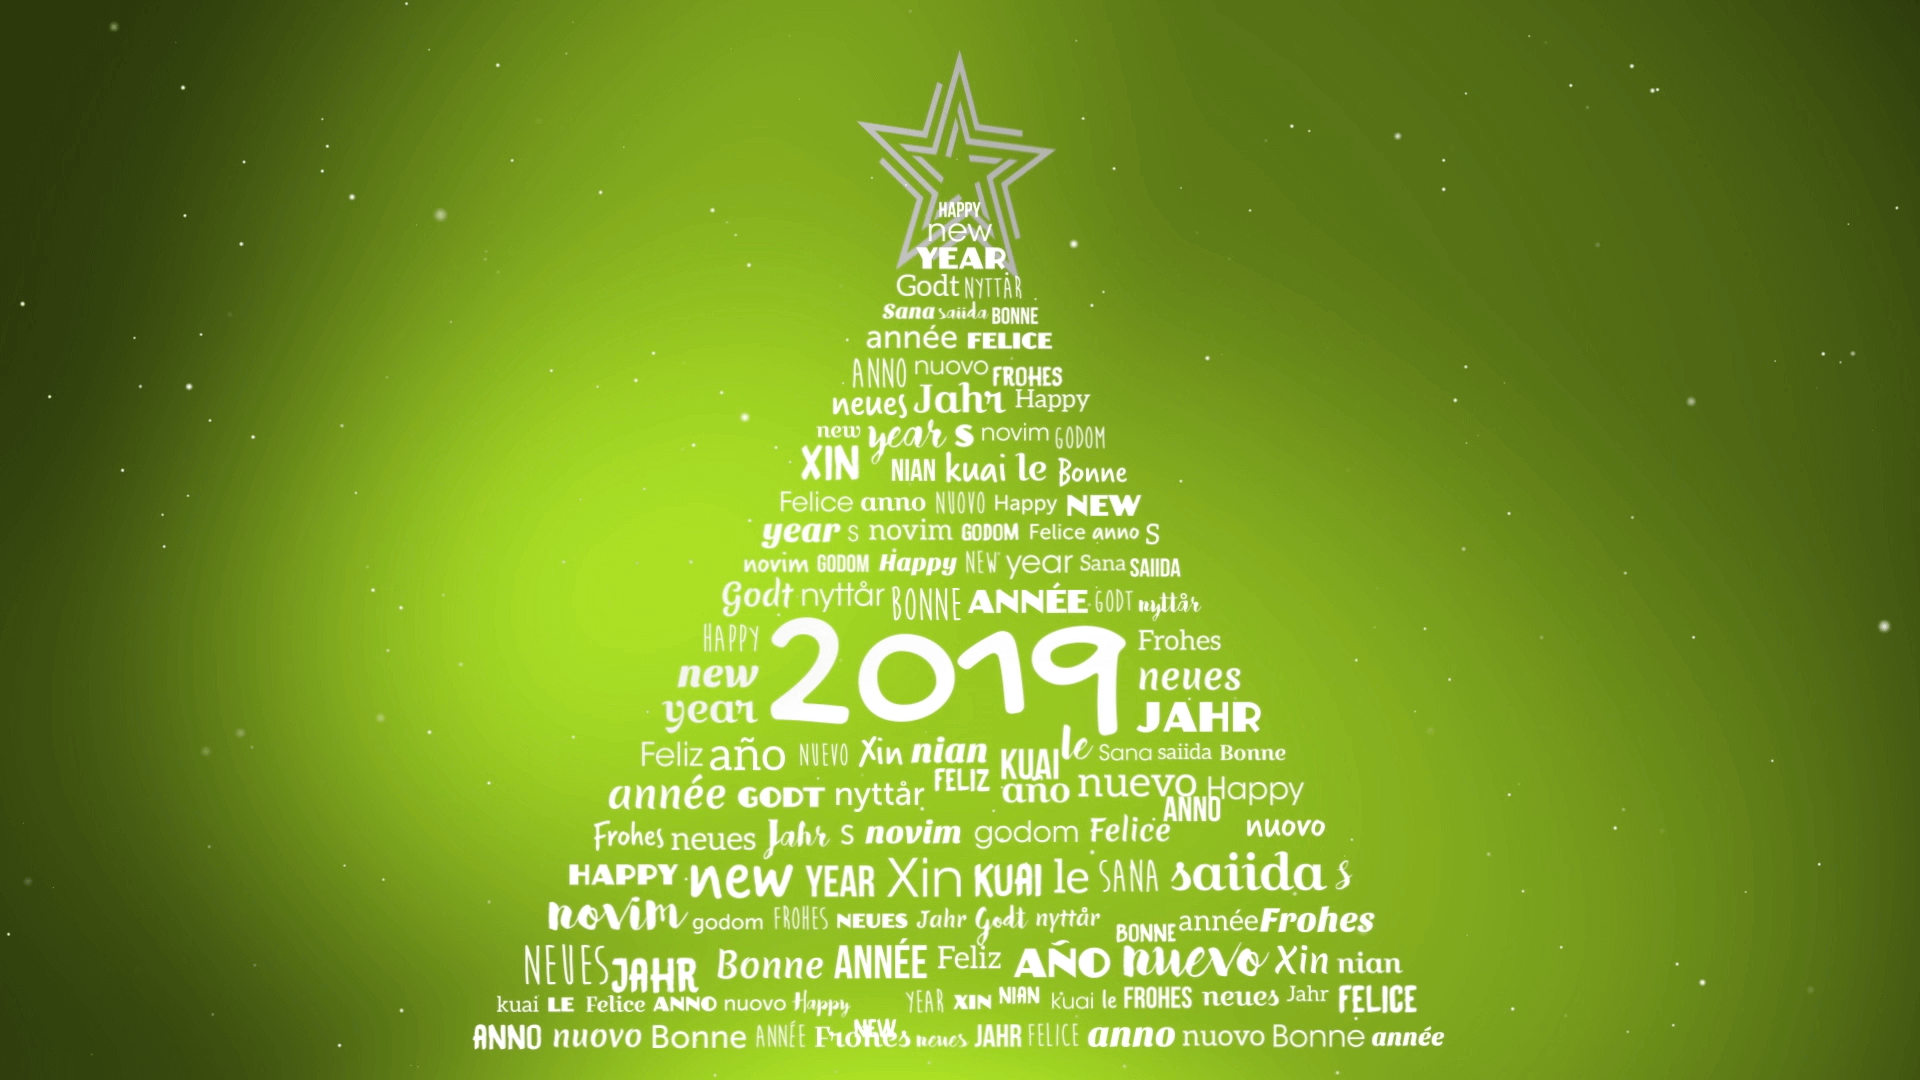 HAPPY
new
YEAR
Godt NYTTÅR
Sana saiida BONNE
année FELICE
ANNO nuovo FROHES
neues Jahr Happy
new year s novim GODOM
XIN NIAN kuai le Bonne
Felice anno NUOVO Happy NEW
year s novim GODOM Felice anno S
novim GODOM Happy NEW year Sana SAIIDA
Godt nyttår BONNE ANNÉE GODT nyttår
HAPPY
new
year
2019
Frohes
neues
JAHR
Feliz año NUEVO Xin nian KUAI le Sana saiida Bonne
année GODT nyttår FELIZ año nuevo Happy
Frohes neues Jahr s novim godom Felice ANNO nuovo
HAPPY new YEAR Xin KUAI le SANA saiida s
novim godom FROHES NEUES Jahr Godt nyttår BONNE année Frohes
NEUES JAHR Bonne ANNÉE Feliz AÑO nuevo Xin nian
kuai LE Felice ANNO nuovo Happy NEW YEAR XIN NIAN kuai le FROHES neues Jahr FELICE
ANNO nuovo Bonne ANNÉE Frohes neues JAHR FELICE anno nuovo Bonne année